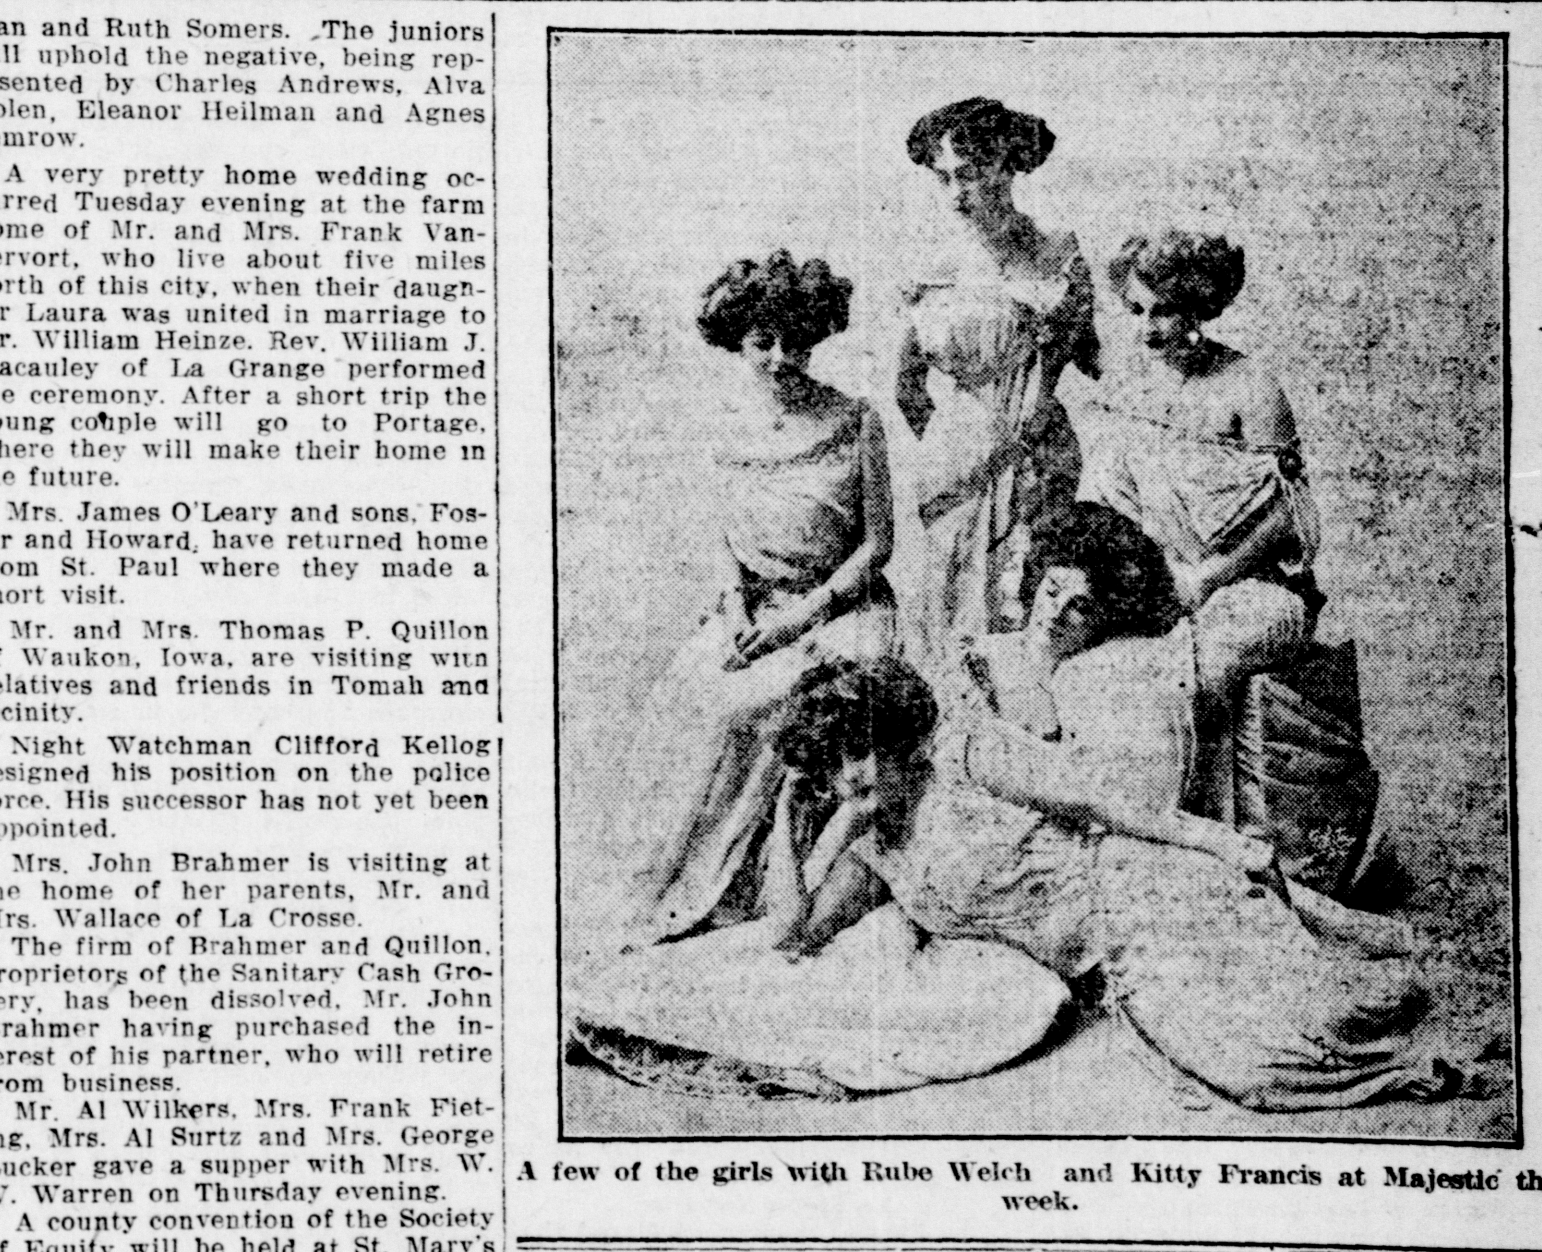 an and Ruth Somers. The juniors
ll uphold the negative, being rep-
sented by Charles Andrews, Alva
olen, Eleanor Heilman and Agnes
mrow.
A very pretty home wedding oc-
rred Tuesday evening at the farm
ome of Mr. and Mrs. Frank Van-
ervort, who live about five miles
orth of this city, when their daugh-
r Laura was united in marriage to
r. William Heinze. Rev. William J.
acauley of La Grange performed
e ceremony. After a short trip the
oung couple will go to Portage,
here they will make their home in
e future.
Mrs. James O'Leary and sons, Fos-
r and Howard, have returned home
om St. Paul where they made a
hort visit.
Mr. and Mrs. Thomas P. Quillon
f Waukon, Iowa, are visiting with
elatives and friends in Tomah and
cinity.
Night Watchman Clifford Kellog
esigned his position on the police
orce. His successor has not yet been
ppointed.
Mrs. John Brahmer is visiting at
he home of her parents, Mr. and
rs. Wallace of La Crosse.
The firm of Brahmer and Quillon,
roprietors of the Sanitary Cash Gro-
ery, has been dissolved, Mr. John
rahmer having purchased the in-
erest of his partner, who will retire
rom business.
Mr. Al Wilkers, Mrs. Frank Fiet-
ng, Mrs. Al Surtz and Mrs. George
ucker gave a supper with Mrs. W.
. Warren on Thursday evening.
A county convention of the Society
f Equity will be held at St. Mary's
A few of the girls with Rube Welch and Kitty Francis at Majestic th
week.